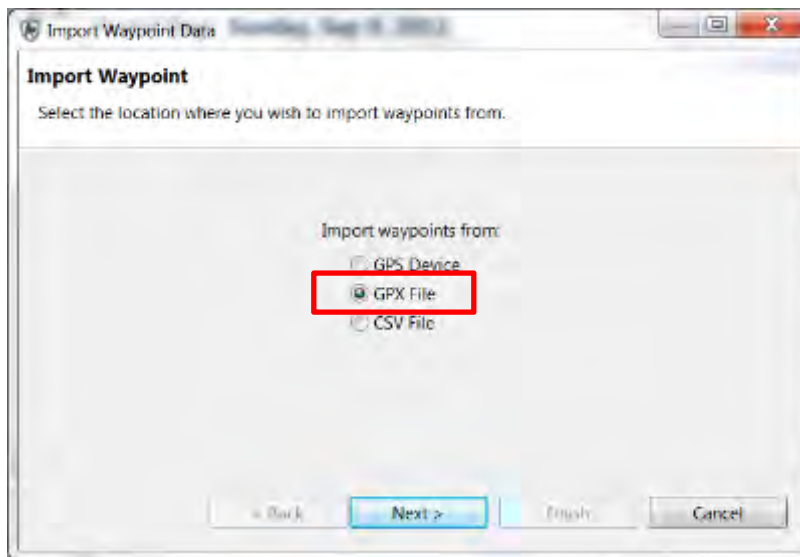 Import Waypoint Data
Import Waypoint
Select the location where you wish to import waypoints from.
Import waypoints from:
GPS Device
GPX File
CSV File
< Back
Next >
Finish
Cancel